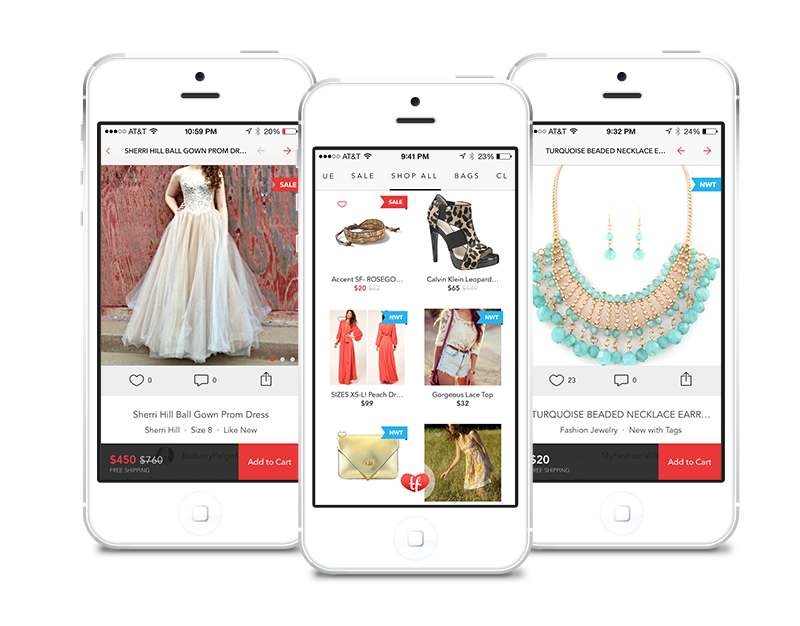 ●●●○○ AT&T 10:59 PM 20%
SHERRI HILL BALL GOWN PROM DR...
SALE
0 0
Sherri Hill Ball Gown Prom Dress
Sherri Hill · Size 8 · Like New
$450 $760
FREE SHIPPING
BrittanyPaige
Add to Cart
●●●○○ AT&T 9:41 PM 23%
UE SALE SHOP ALL BAGS CL
SALE
Accent SF- ROSEGO...
$20 $22
Calvin Klein Leopard...
$65 $149
NWT
NWT
SIZES XS-L! Peach Dr...
$99
Gorgeous Lace Top
$32
NWT
tf
○○ AT&T 9:32 PM 24%
TURQUOISE BEADED NECKLACE E...
NWT
23 0
TURQUOISE BEADED NECKLACE EARR...
Fashion Jewelry · New with Tags
$20
FREE SHIPPING
MyFashionVil
Add to Cart